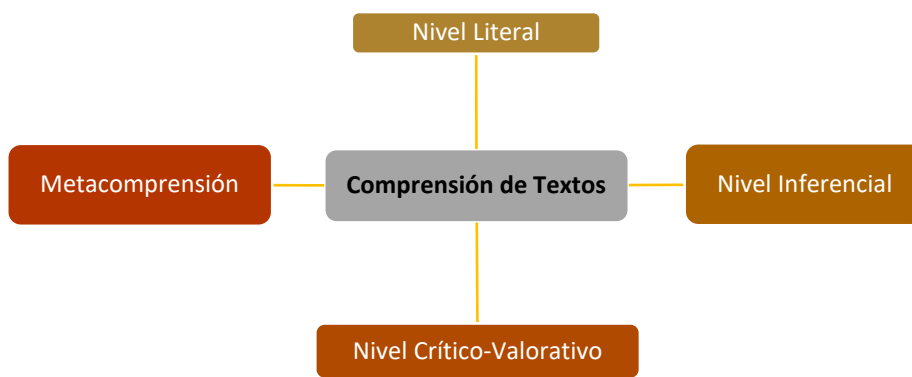 Nivel Literal
Metacomprensión
Comprensión de Textos
Nivel Inferencial
Nivel Crítico-Valorativo